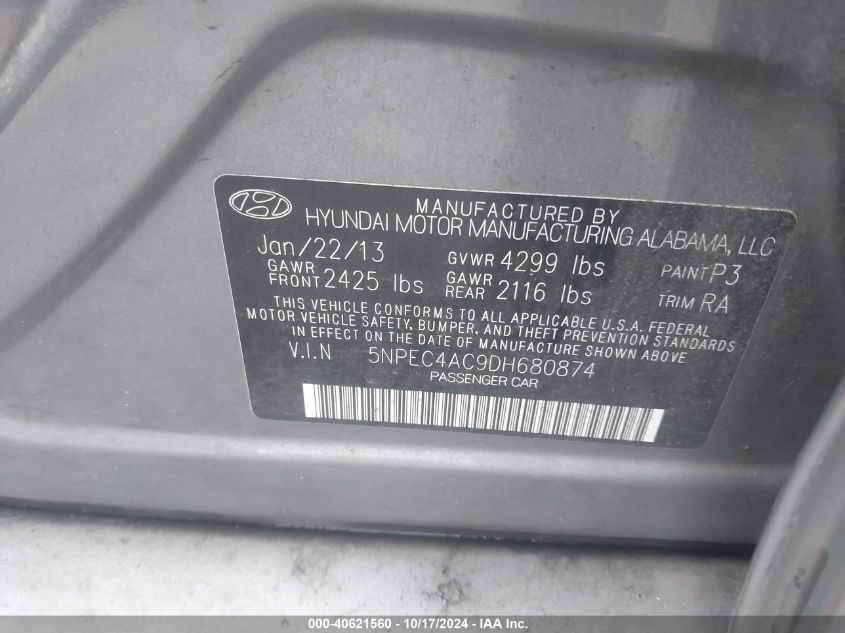 MANUFACTURED BY
HYUNDAI MOTOR MANUFACTURING ALABAMA, LLC
Jan/22/13 GVWR 4299 lbs PAINT P3
GAWR FRONT 2425 lbs GAWR REAR 2116 lbs TRIM RA
THIS VEHICLE CONFORMS TO ALL APPLICABLE U.S.A. FEDERAL
MOTOR VEHICLE SAFETY, BUMPER, AND THEFT PREVENTION STANDARDS
IN EFFECT ON THE DATE OF MANUFACTURE SHOWN ABOVE
V.I.N 5NPEC4AC9DH680874
PASSENGER CAR
000-40621560 - 10/17/2024 - IAA Inc.